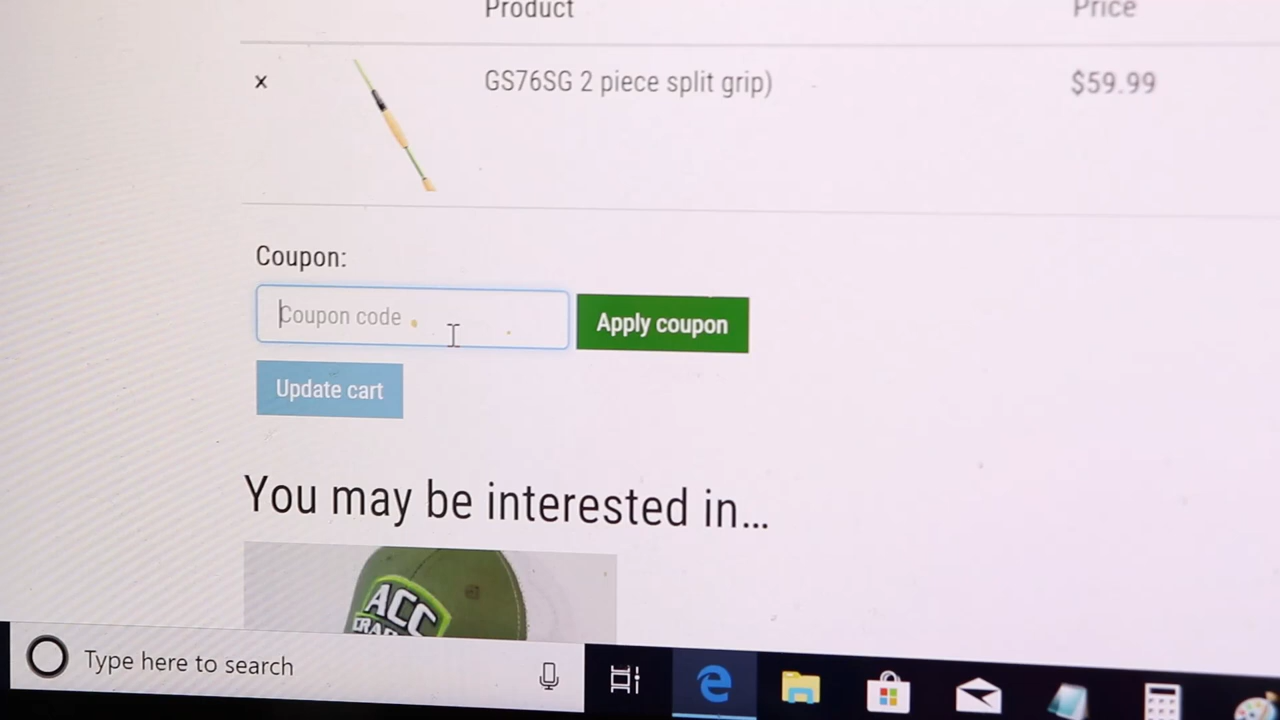 Product Price
GS76SG 2 piece split grip) $59.99
Coupon:
Coupon code
Apply coupon
Update cart
You may be interested in...
ACC
Type here to search